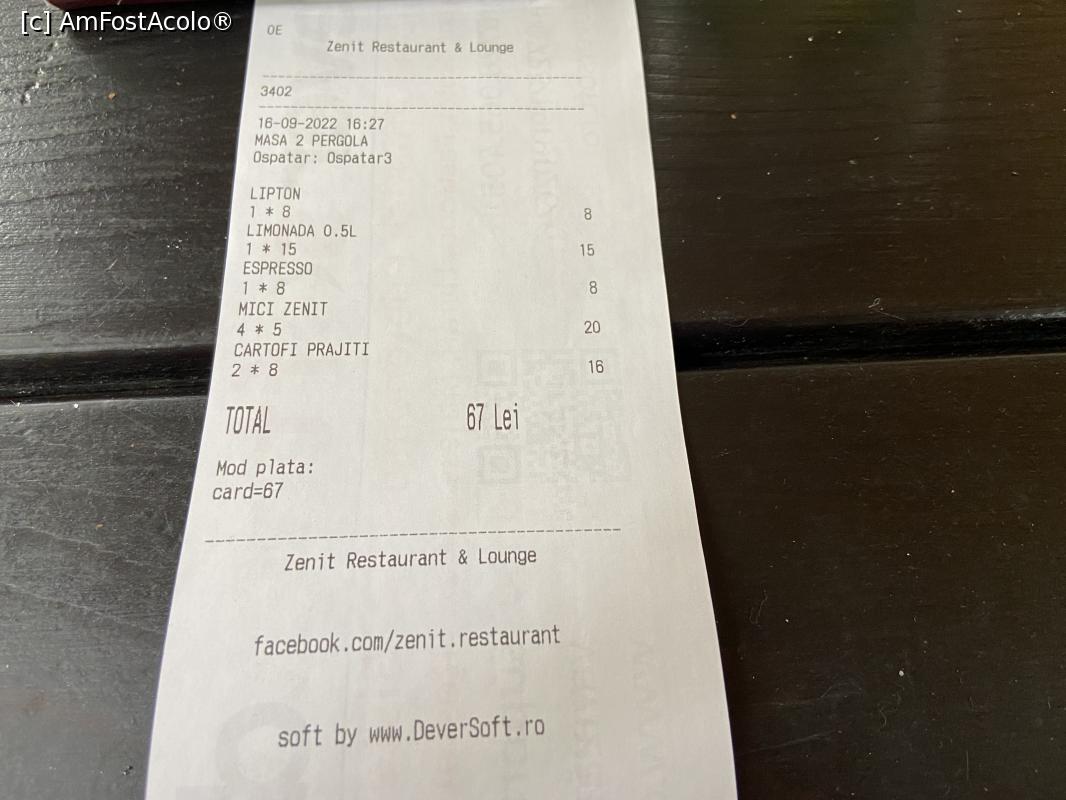 [c] AmFostAcolo®
OE
Zenit Restaurant & Lounge
3402
16-09-2022 16:27
MASA 2 PERGOLA
Ospatar: Ospatar3
LIPTON
1 * 8 8
LIMONADA 0.5L
1 * 15 15
ESPRESSO
1 * 8 8
MICI ZENIT
4 * 5 20
CARTOFI PRAJITI
2 * 8 16
TOTAL 67 Lei
Mod plata:
card=67
Zenit Restaurant & Lounge
facebook.com/zenit.restaurant
soft by www.DeverSoft.ro